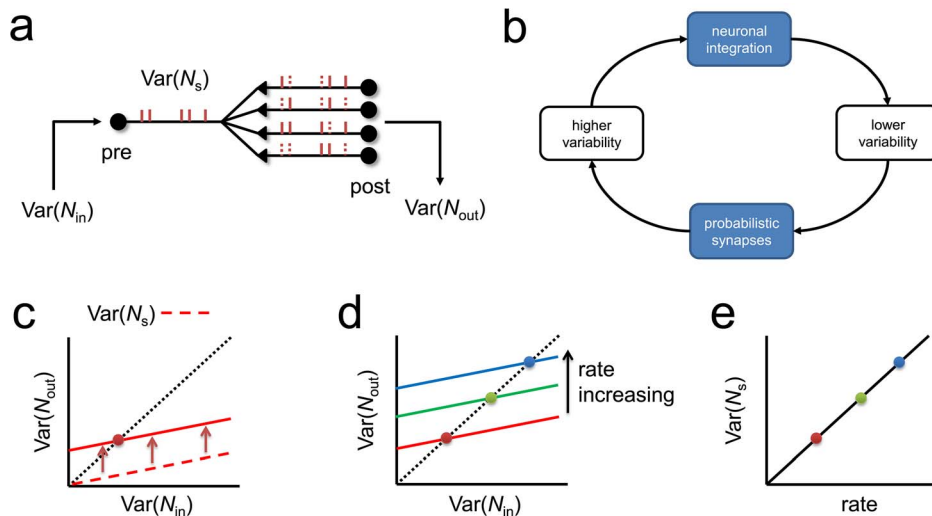 a
Var(Ns)
pre
post
Var(Nin)
Var(Nout)
b
neuronal
integration
higher
variability
lower
variability
probabilistic
synapses
c
Var(Ns)
Var(Nout)
Var(Nin)
d
Var(Nout)
rate
increasing
Var(Nin)
e
Var(Ns)
rate